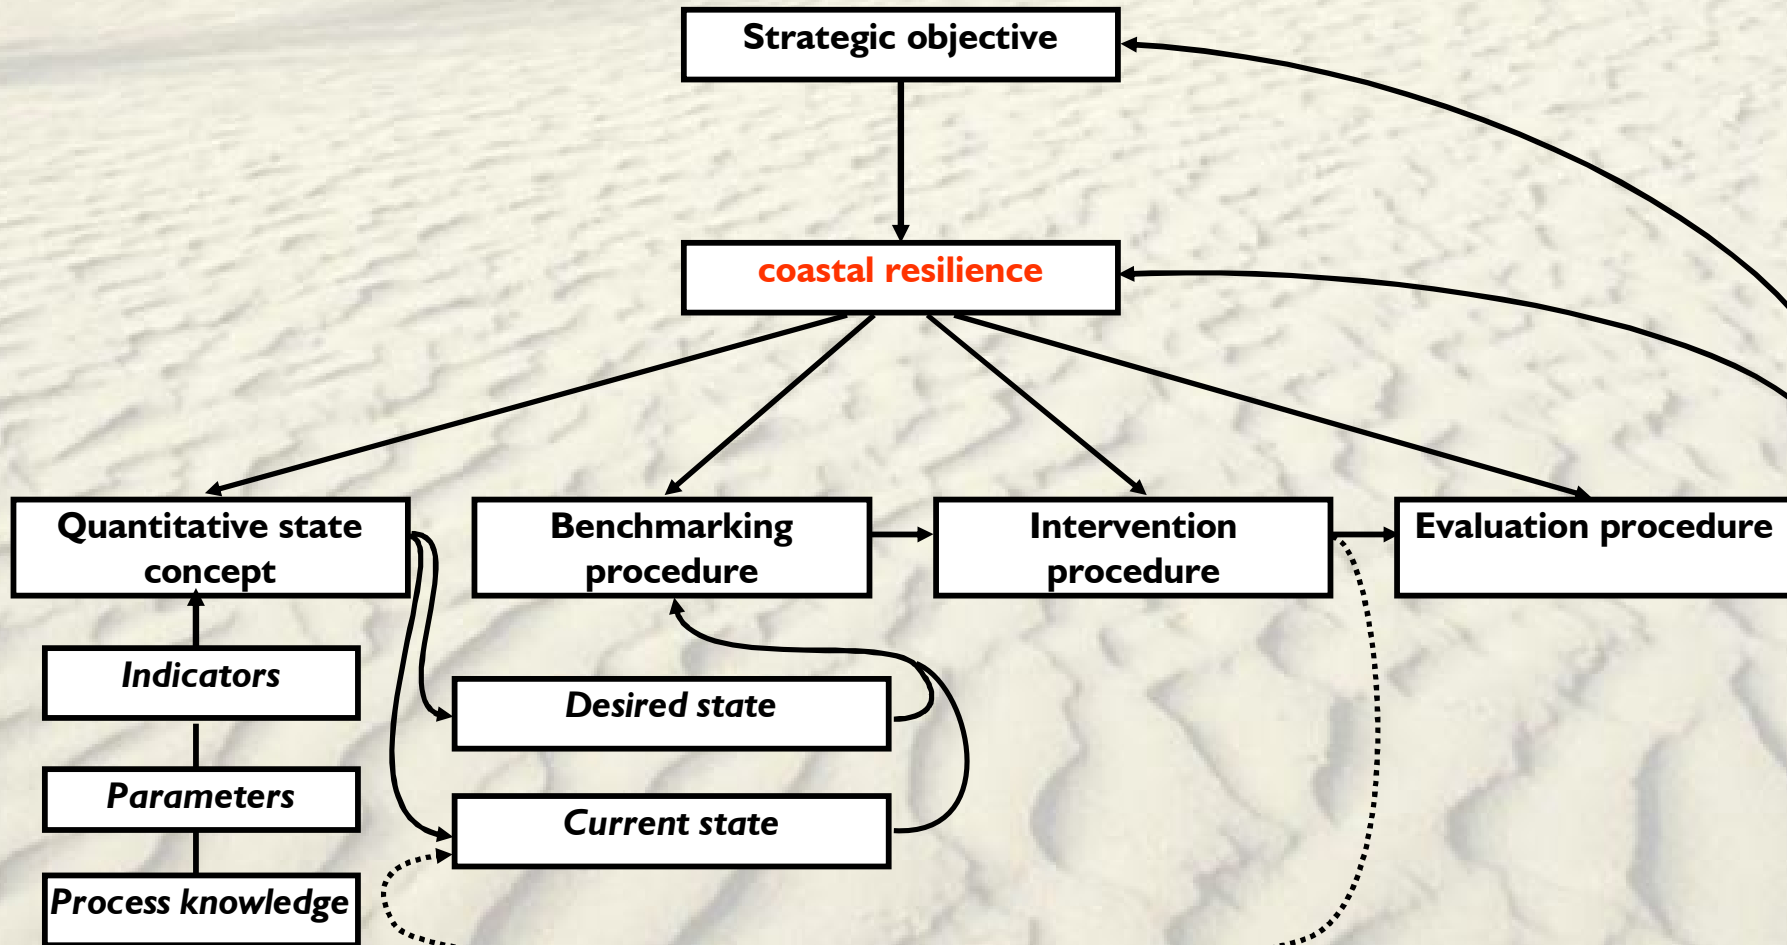 Strategic objective
coastal resilience
Quantitative state
concept
Benchmarking
procedure
Intervention
procedure
Evaluation procedure
Indicators
Desired state
Parameters
Current state
Process knowledge